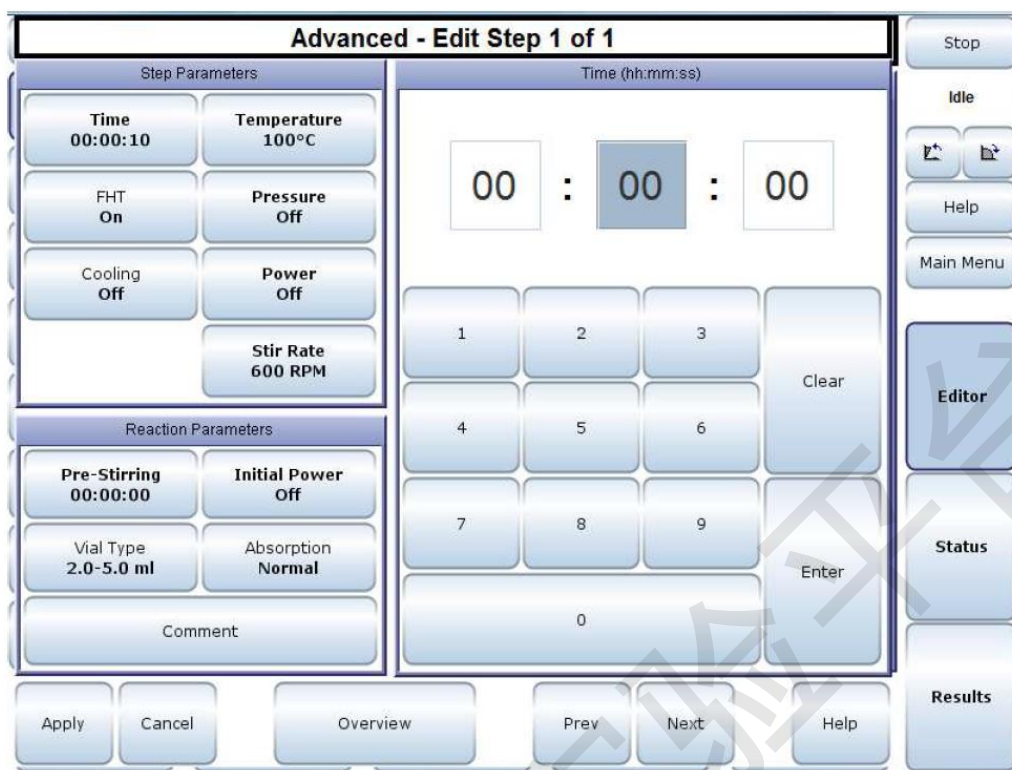 Advanced - Edit Step 1 of 1
Step Parameters
Time
00:00:10
Temperature
100°C
FHT
On
Pressure
Off
Cooling
Off
Power
Off
Stir Rate
600 RPM
Reaction Parameters
Pre-Stirring
00:00:00
Initial Power
Off
Vial Type
2.0-5.0 ml
Absorption
Normal
Comment
Time (hh:mm:ss)
00 : 00 : 00
1 2 3
Clear
4 5 6
7 8 9
Enter
0
Stop
Idle
Help
Main Menu
Editor
Status
Results
Apply Cancel Overview Prev Next Help
验平台